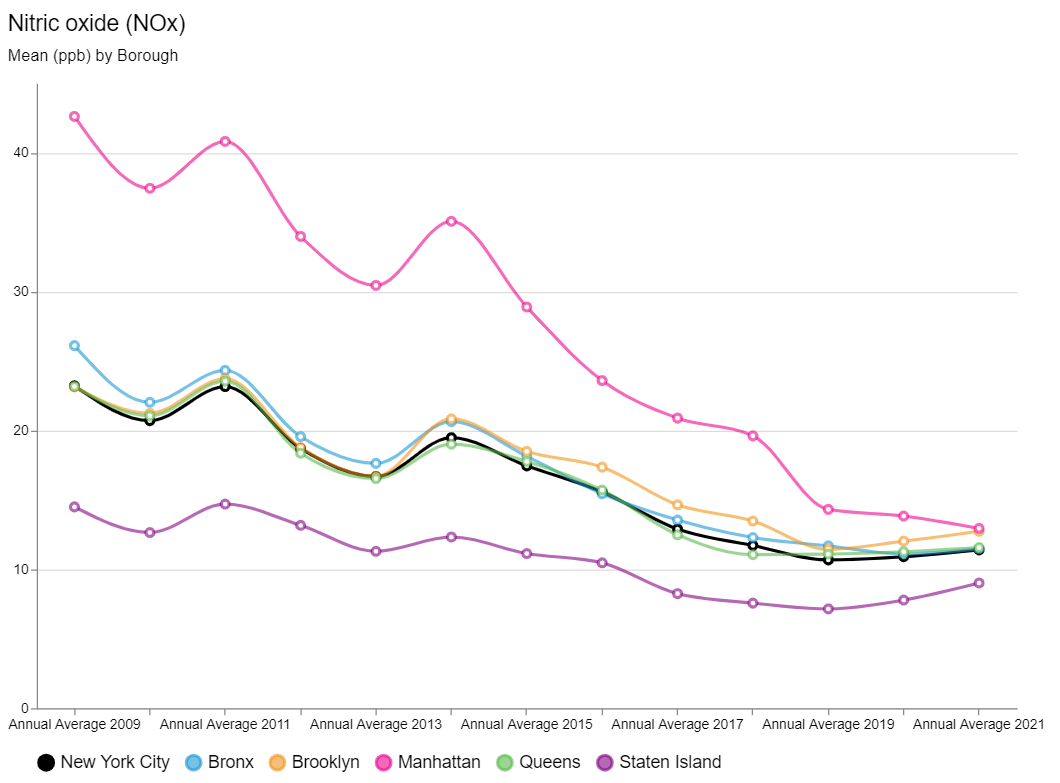 Nitric oxide (NOx)
Mean (ppb) by Borough
40
30
20
10
0
Annual Average 2009 Annual Average 2011 Annual Average 2013 Annual Average 2015 Annual Average 2017 Annual Average 2019 Annual Average 2021
New York City Bronx Brooklyn Manhattan Queens Staten Island